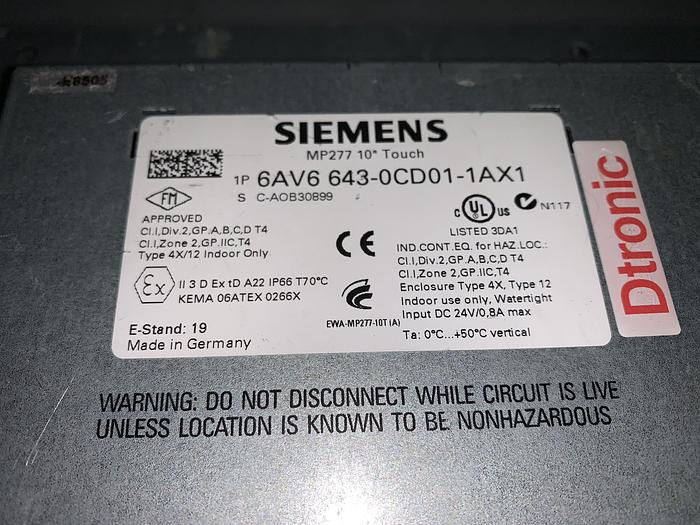 SIEMENS
MP277 10" Touch
1P 6AV6 643-0CD01-1AX1
S C-AOB30899
FM
APPROVED
Cl.I,Div.2,GP.A,B,C,D T4
Cl.I,Zone 2,GP.IIC,T4
Type 4X/12 Indoor Only
CE
C UL US
N117
LISTED 3DA1
IND.CONT.EQ. for HAZ.LOC.:
Cl.I,Div.2,GP.A,B,C,D T4
Cl.I,Zone 2,GP.IIC,T4
Enclosure Type 4X, Type 12
Indoor use only, Watertight
Input DC 24V/0,8A max
Ta: 0°C...+50°C vertical
Ex
II 3 D Ex tD A22 IP66 T70°C
KEMA 06ATEX 0266X
EWA-MP277-10T (A)
E-Stand: 19
Made in Germany
Dtronic
WARNING: DO NOT DISCONNECT WHILE CIRCUIT IS LIVE
UNLESS LOCATION IS KNOWN TO BE NONHAZARDOUS